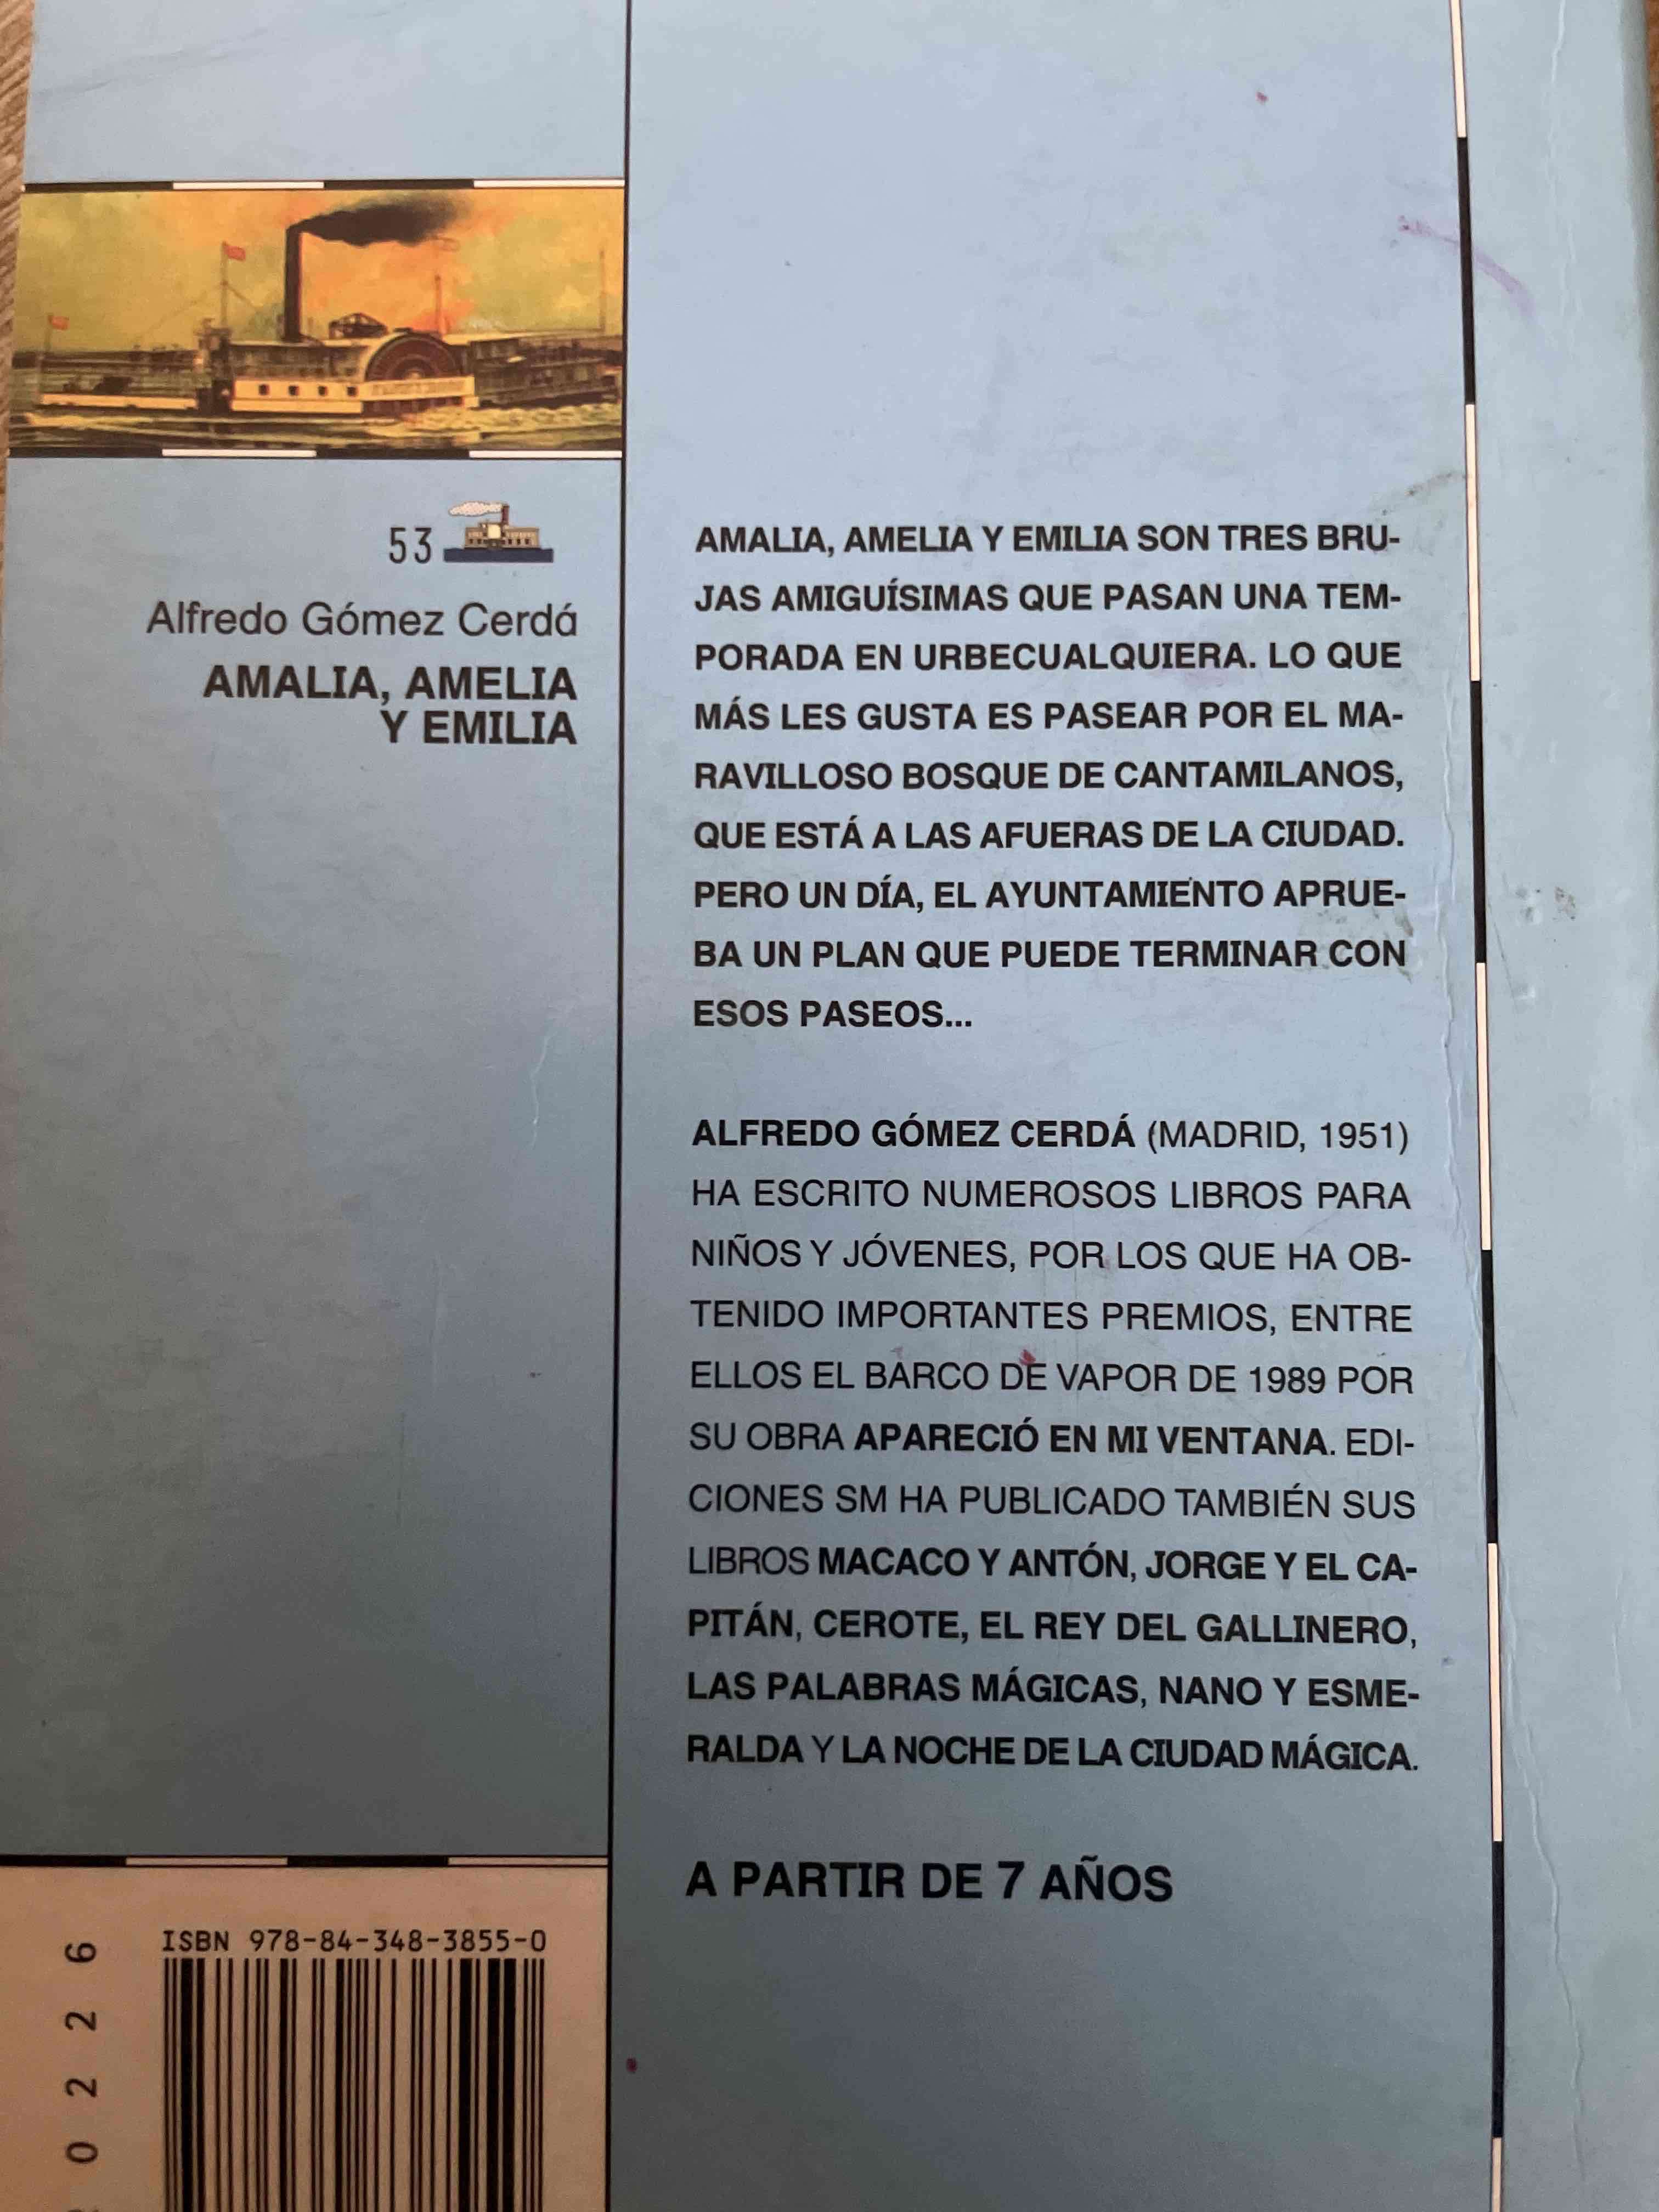 53
Alfredo Gómez Cerdá
AMALIA, AMELIA
Y EMILIA
AMALIA, AMELIA Y EMILIA SON TRES BRU-
JAS AMIGUÍSIMAS QUE PASAN UNA TEM-
PORADA EN URBECUALQUIERA. LO QUE
MÁS LES GUSTA ES PASEAR POR EL MA-
RAVILLOSO BOSQUE DE CANTAMILANOS,
QUE ESTÁ A LAS AFUERAS DE LA CIUDAD.
PERO UN DÍA, EL AYUNTAMIENTO APRUE-
BA UN PLAN QUE PUEDE TERMINAR CON
ESOS PASEOS...
ALFREDO GÓMEZ CERDÁ (MADRID, 1951)
HA ESCRITO NUMEROSOS LIBROS PARA
NIÑOS Y JÓVENES, POR LOS QUE HA OB-
TENIDO IMPORTANTES PREMIOS, ENTRE
ELLOS EL BARCO DE VAPOR DE 1989 POR
SU OBRA APARECIÓ EN MI VENTANA. EDI-
CIONES SM HA PUBLICADO TAMBIÉN SUS
LIBROS MACACO Y ANTÓN, JORGE Y EL CA-
PITÁN, CEROTE, EL REY DEL GALLINERO,
LAS PALABRAS MÁGICAS, NANO Y ESME-
RALDA Y LA NOCHE DE LA CIUDAD MÁGICA.
A PARTIR DE 7 AÑOS
ISBN 978-84-348-3855-0
0226